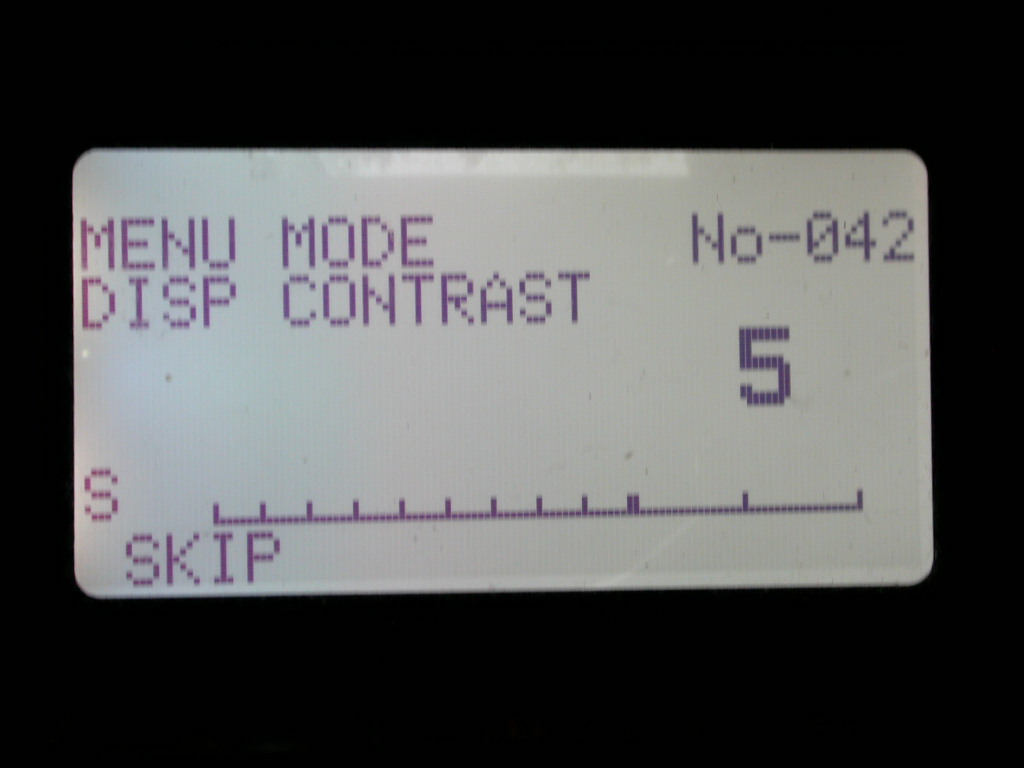 MENU MODE No-042
DISP CONTRAST
5
S
SKIP